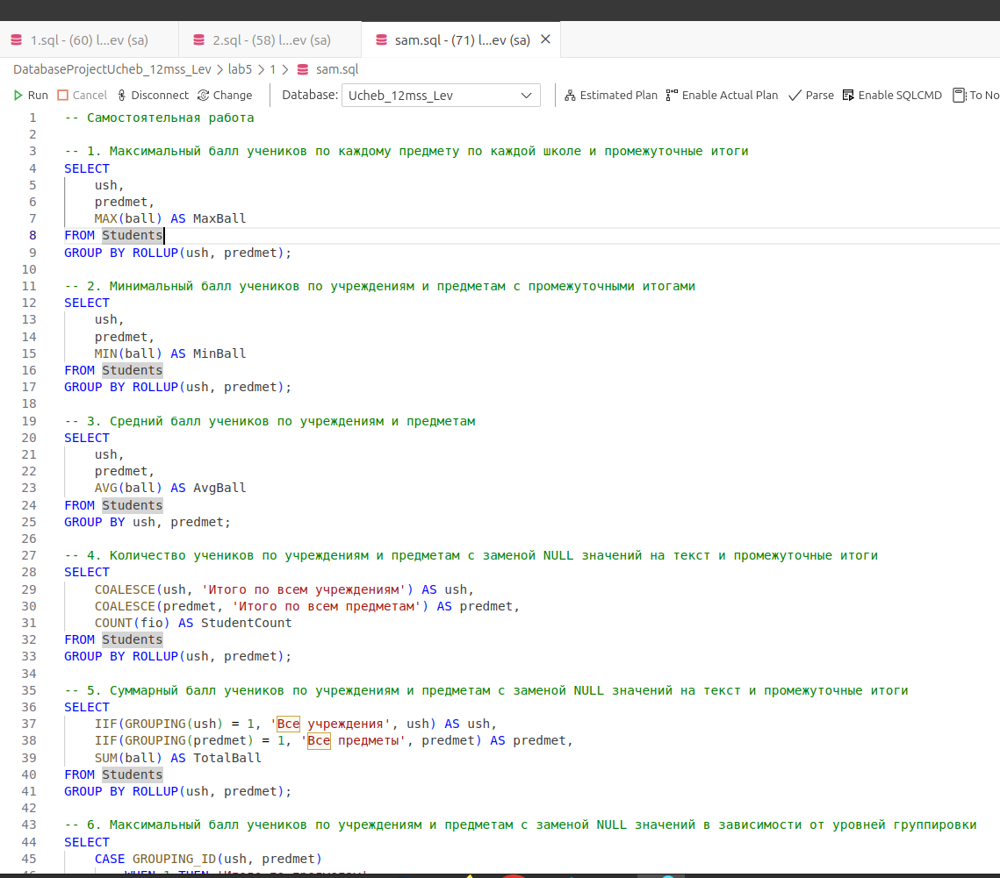 1.sql - (60) l...ev (sa)
2.sql - (58) l...ev (sa)
sam.sql - (71) l...ev (sa)
DatabaseProjectUcheb_12mss_Lev > lab5 > 1 > sam.sql
Run Cancel Disconnect Change Database: Ucheb_12mss_Lev Estimated Plan Enable Actual Plan Parse Enable SQLCMD To No
1 -- Самостоятельная работа
2
3 -- 1. Максимальный балл учеников по каждому предмету по каждой школе и промежуточные итоги
4 SELECT
5 ush,
6 predmet,
7 MAX(ball) AS MaxBall
8 FROM Students
9 GROUP BY ROLLUP(ush, predmet);
10
11 -- 2. Минимальный балл учеников по учреждениям и предметам с промежуточными итогами
12 SELECT
13 ush,
14 predmet,
15 MIN(ball) AS MinBall
16 FROM Students
17 GROUP BY ROLLUP(ush, predmet);
18
19 -- 3. Средний балл учеников по учреждениям и предметам
20 SELECT
21 ush,
22 predmet,
23 AVG(ball) AS AvgBall
24 FROM Students
25 GROUP BY ush, predmet;
26
27 -- 4. Количество учеников по учреждениям и предметам с заменой NULL значений на текст и промежуточные итоги
28 SELECT
29 COALESCE(ush, 'Итого по всем учреждениям') AS ush,
30 COALESCE(predmet, 'Итого по всем предметам') AS predmet,
31 COUNT(fio) AS StudentCount
32 FROM Students
33 GROUP BY ROLLUP(ush, predmet);
34
35 -- 5. Суммарный балл учеников по учреждениям и предметам с заменой NULL значений на текст и промежуточные итоги
36 SELECT
37 IIF(GROUPING(ush) = 1, 'Все учреждения', ush) AS ush,
38 IIF(GROUPING(predmet) = 1, 'Все предметы', predmet) AS predmet,
39 SUM(ball) AS TotalBall
40 FROM Students
41 GROUP BY ROLLUP(ush, predmet);
42
43 -- 6. Максимальный балл учеников по учреждениям и предметам с заменой NULL значений в зависимости от уровней группировки
44 SELECT
45 CASE GROUPING_ID(ush, predmet)